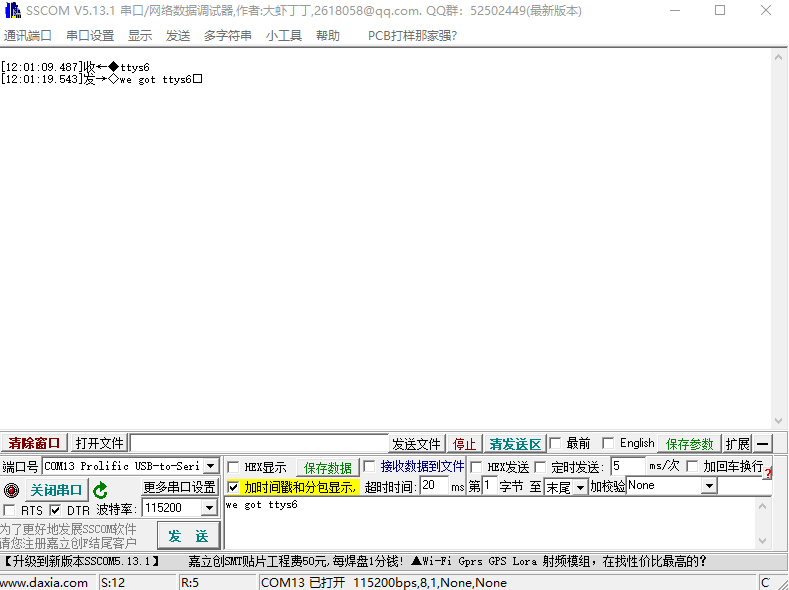 SSCOM V5.13.1 串口/网络数据调试器,作者:大虾丁丁,2618058@qq.com. QQ群：52502449(最新版本)
通讯端口 串口设置 显示 发送 多字符串 小工具 帮助 PCB打样那家强?
[12:01:09.487]收←◆ttys6
[12:01:19.543]发→◇we got ttys6□
清除窗口 打开文件 发送文件 停止 清发送区 最前 English 保存参数 扩展 —
端口号 COM13 Prolific USB-to-Seri HEX显示 保存数据 接收数据到文件 HEX发送 定时发送: 5 ms/次 加回车换行 ?
关闭串口 更多串口设置 加时间戳和分包显示, 超时时间: 20 ms 第 1 字节 至 末尾 加校验 None
RTS DTR 波特率: 115200 we got ttys6
为了更好地发展SSCOM软件
请您注册嘉立创F结尾客户 发 送
【升级到新版本SSCOM5.13.1】 嘉立创SMT贴片工程费50元,每焊盘1分钱! ▲Wi-Fi Gprs GPS Lora 射频模组，在找性价比最高的?
www.daxia.com S:12 R:5 COM13 已打开 115200bps,8,1,None,None C